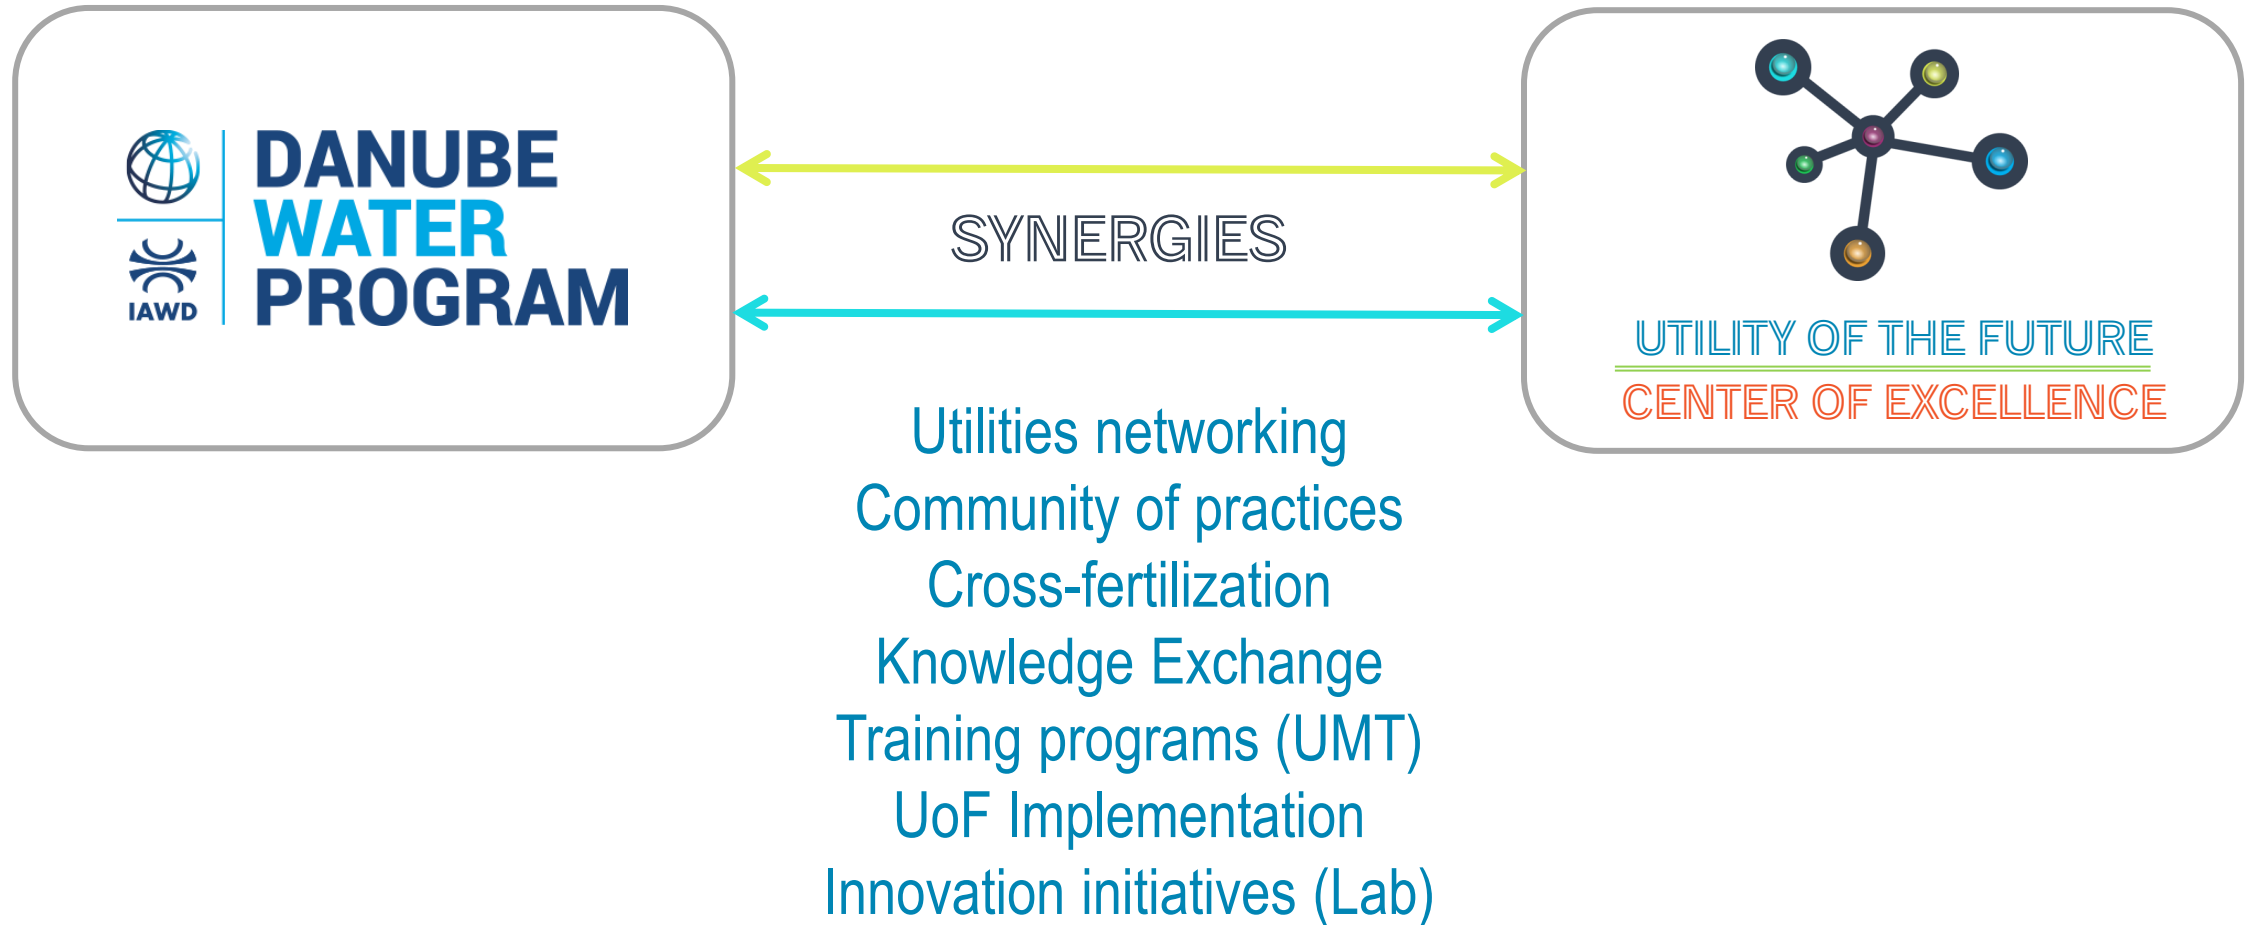 DANUBE
WATER
PROGRAM
IAWD
SYNERGIES
UTILITY OF THE FUTURE
CENTER OF EXCELLENCE
Utilities networking
Community of practices
Cross-fertilization
Knowledge Exchange
Training programs (UMT)
UoF Implementation
Innovation initiatives (Lab)